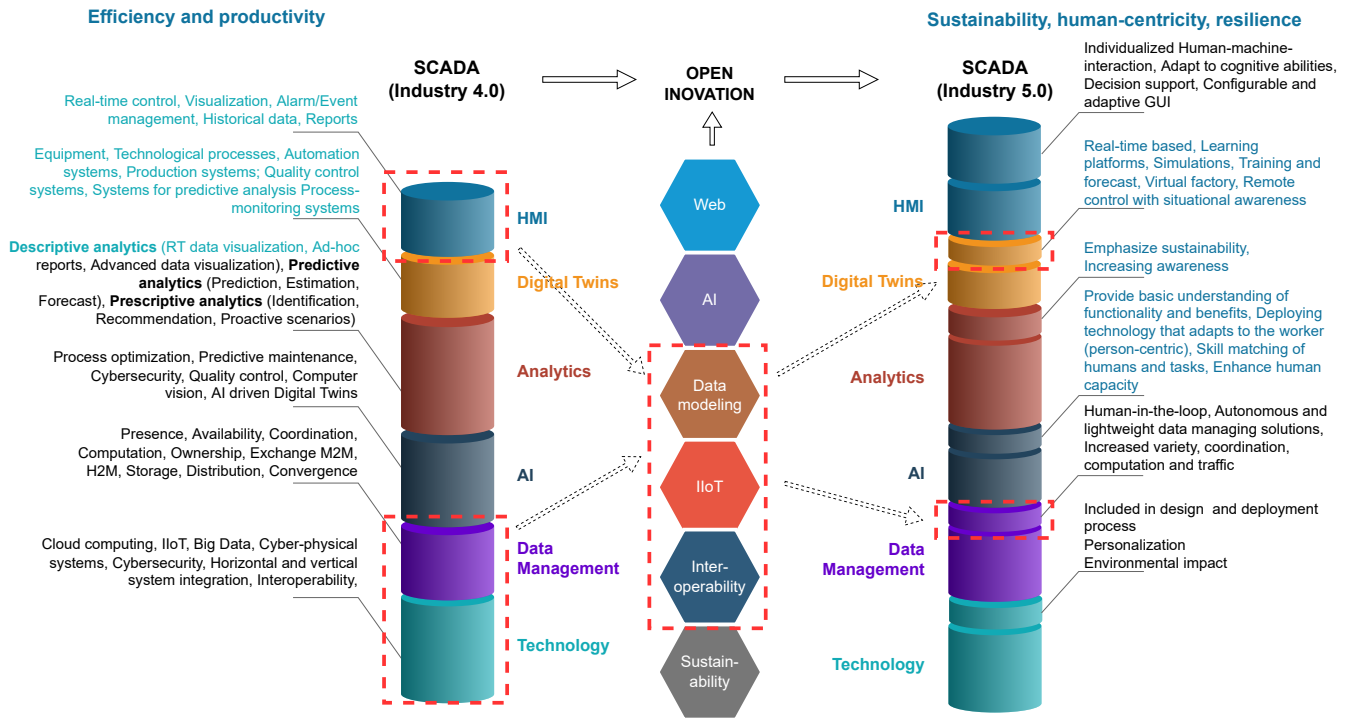 Efficiency and productivity
Sustainability, human-centricity, resilience
SCADA
(Industry 4.0)
OPEN
INOVATION
SCADA
(Industry 5.0)
Real-time control, Visualization, Alarm/Event
management, Historical data, Reports
Equipment, Technological processes, Automation
systems, Production systems; Quality control
systems, Systems for predictive analysis Process-
monitoring systems
Descriptive analytics (RT data visualization, Ad-hoc
reports, Advanced data visualization), Predictive
analytics (Prediction, Estimation,
Forecast), Prescriptive analytics (Identification,
Recommendation, Proactive scenarios)
Process optimization, Predictive maintenance,
Cybersecurity, Quality control, Computer
vision, AI driven Digital Twins
Presence, Availability, Coordination,
Computation, Ownership, Exchange M2M,
H2M, Storage, Distribution, Convergence
Cloud computing, IIoT, Big Data, Cyber-physical
systems, Cybersecurity, Horizontal and vertical
system integration, Interoperability,
HMI
Digital Twins
Analytics
AI
Data
Management
Technology
Web
AI
Data
modeling
IIoT
Inter-
operability
Sustain-
ability
HMI
Digital Twins
Analytics
AI
Data
Management
Technology
Individualized Human-machine-
interaction, Adapt to cognitive abilities,
Decision support, Configurable and
adaptive GUI
Real-time based, Learning
platforms, Simulations, Training and
forecast, Virtual factory, Remote
control with situational awareness
Emphasize sustainability,
Increasing awareness
Provide basic understanding of
functionality and benefits, Deploying
technology that adapts to the worker
(person-centric), Skill matching of
humans and tasks, Enhance human
capacity
Human-in-the-loop, Autonomous and
lightweight data managing solutions,
Increased variety, coordination,
computation and traffic
Included in design and deployment
process
Personalization
Environmental impact